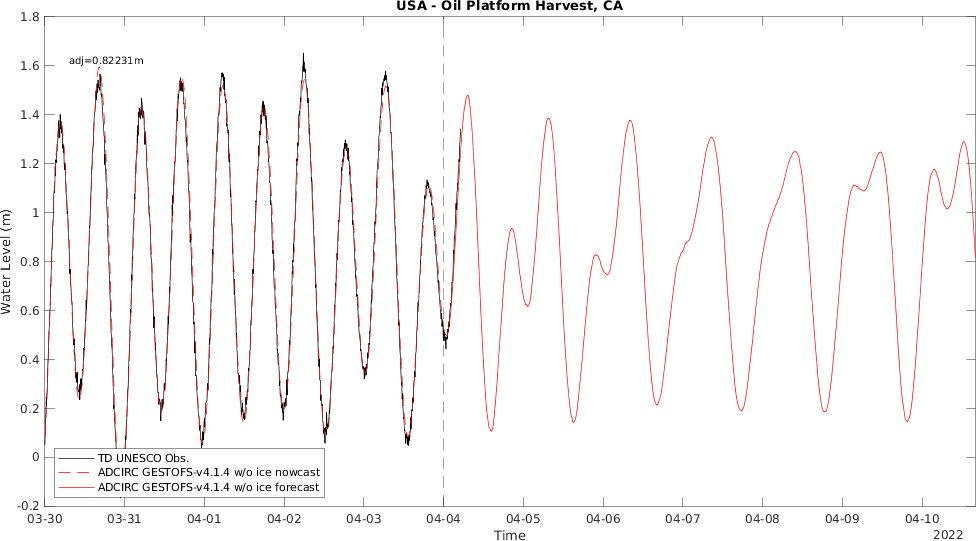 USA - Oil Platform Harvest, CA
adj=0.82231m
Water Level (m)
1.8
1.6
1.4
1.2
1
0.8
0.6
0.4
0.2
0
-0.2
TD UNESCO Obs.
ADCIRC GESTOFS-v4.1.4 w/o ice nowcast
ADCIRC GESTOFS-v4.1.4 w/o ice forecast
03-30 03-31 04-01 04-02 04-03 04-04 04-05 04-06 04-07 04-08 04-09 04-10
Time
2022